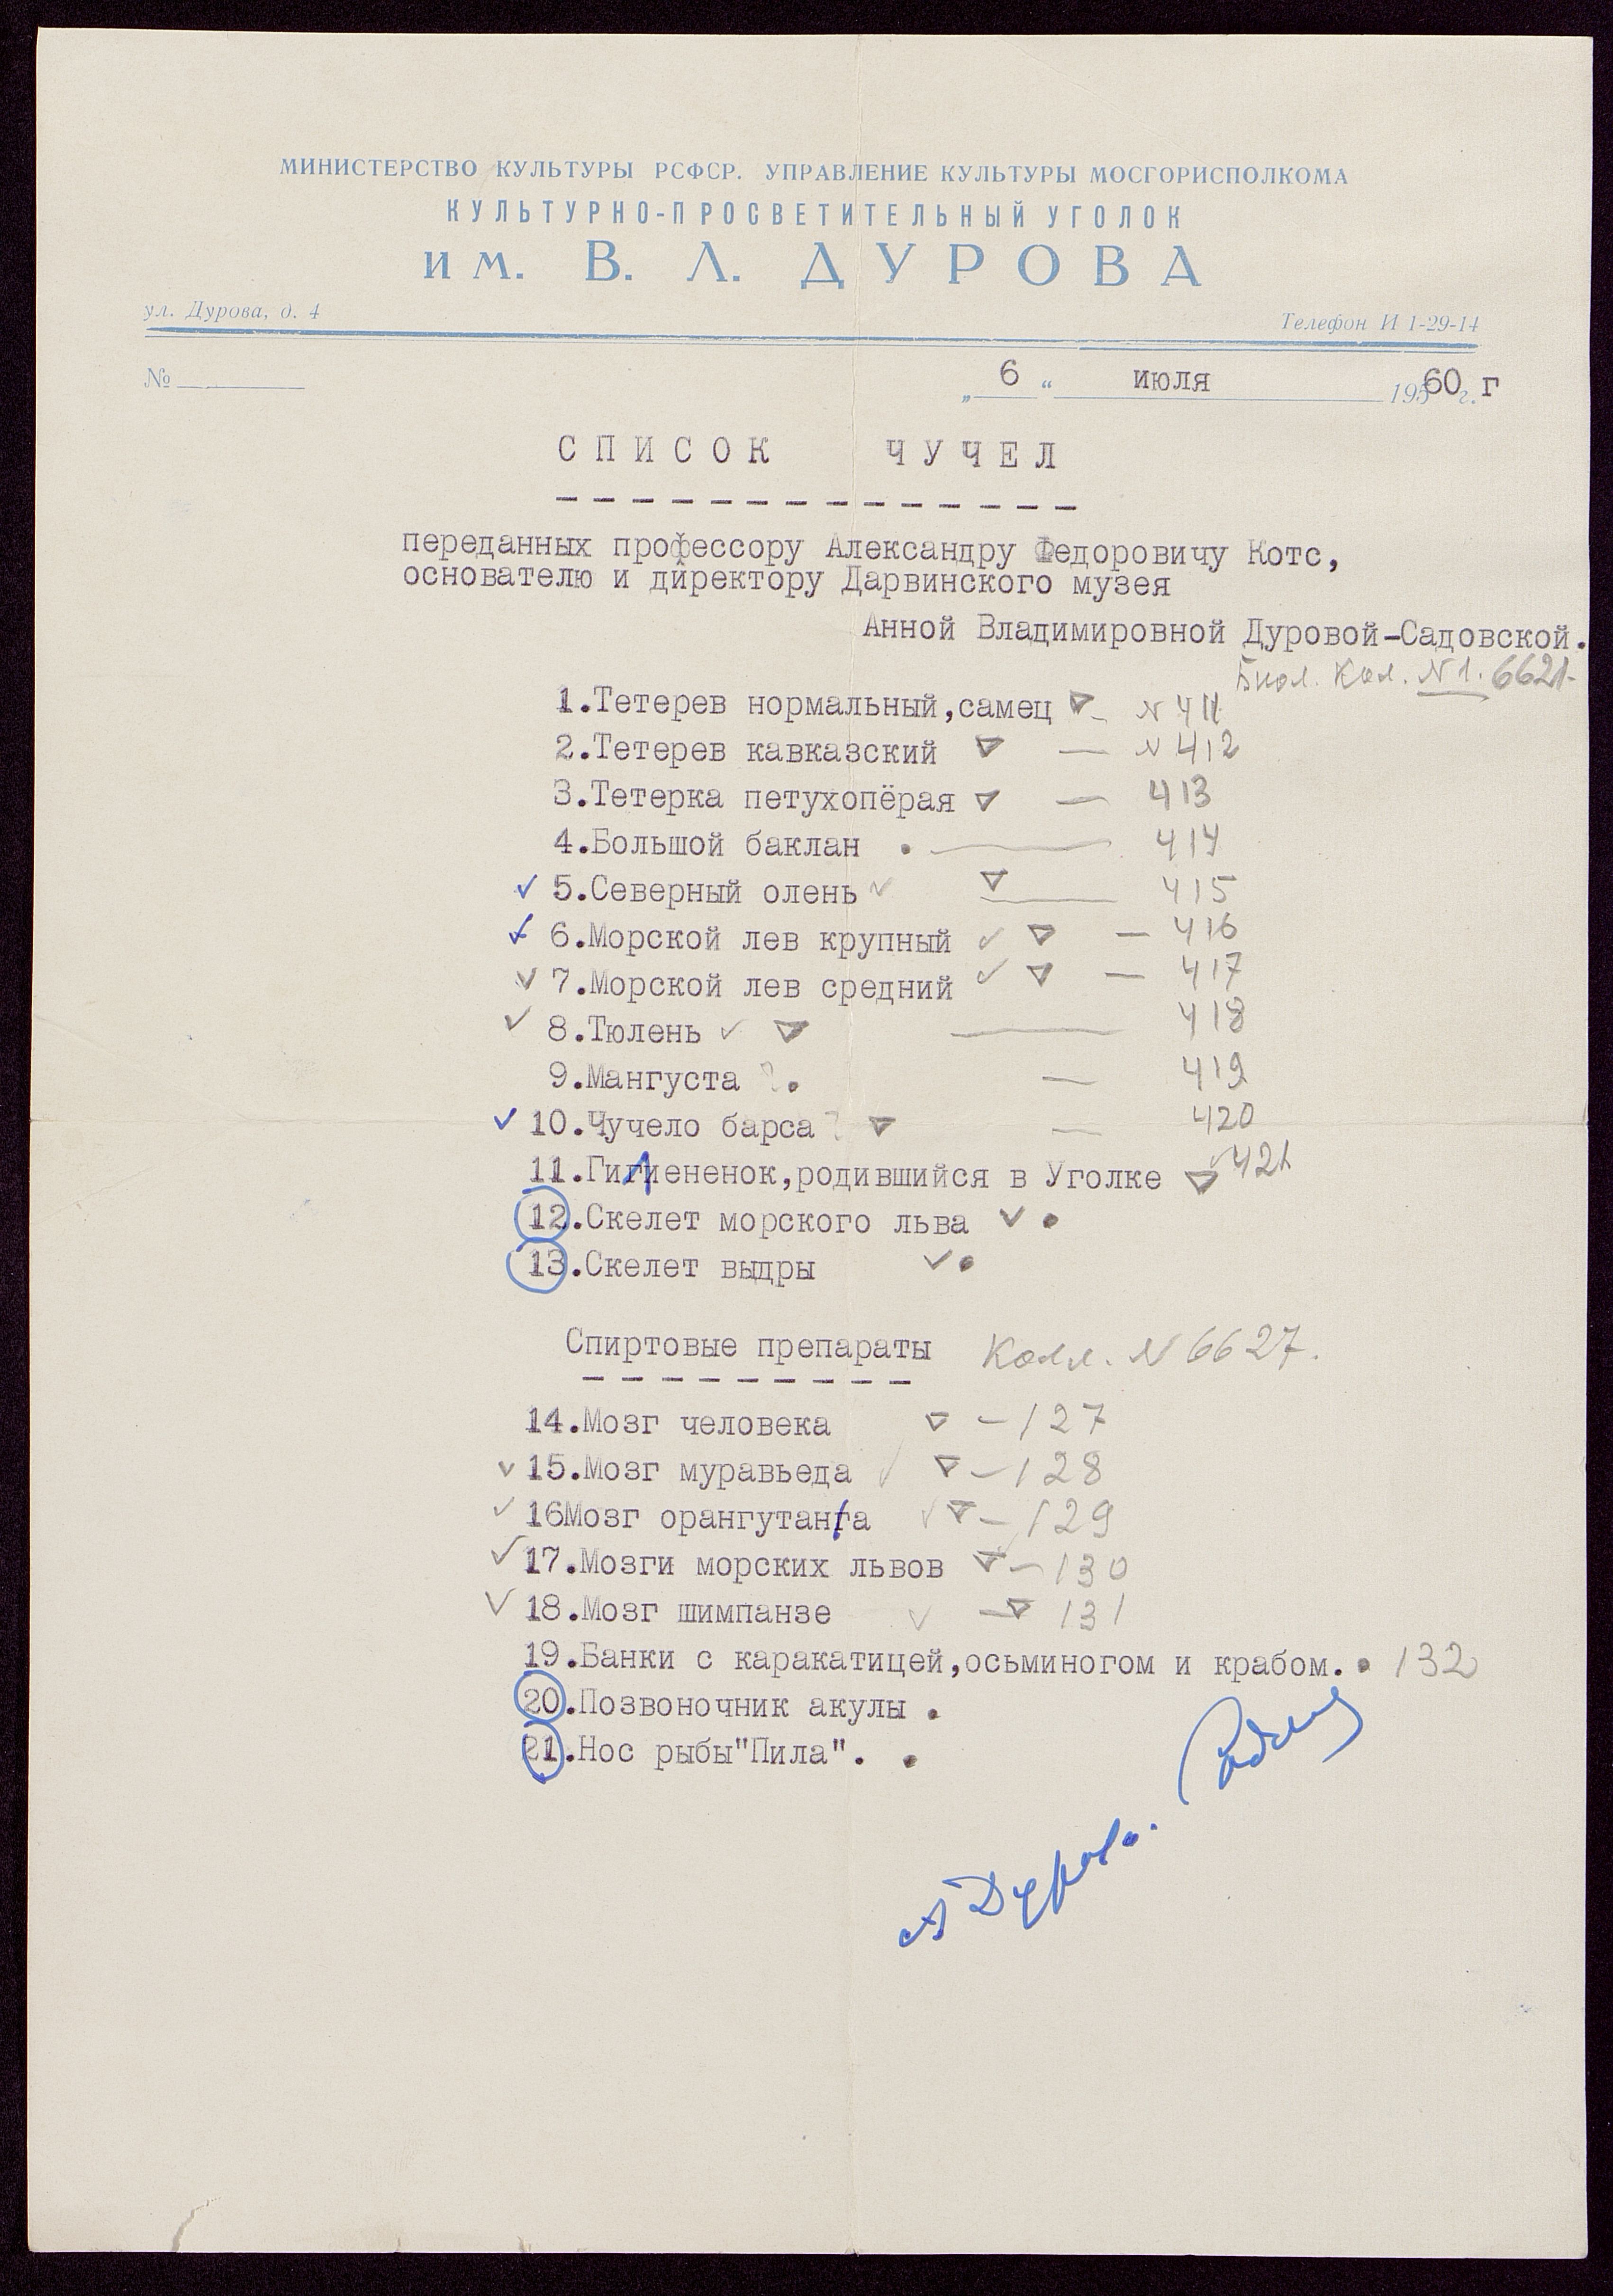 МИНИСТЕРСТВО КУЛЬТУРЫ РСФСР. УПРАВЛЕНИЕ КУЛЬТУРЫ МОСГОРИСПОЛКОМА
КУЛЬТУРНО-ПРОСВЕТИТЕЛЬНЫЙ УГОЛОК
им. В. Л. ДУРОВА
ул. Дурова, д. 4
Телефон И 1-29-14
№
„ 6 “ июля 19560 г. г
СПИСОК ЧУЧЕЛ
переданных профессору Александру Федоровичу Котс,
основателю и директору Дарвинского музея
Анной Владимировной Дуровой-Садовской.
Биол. Кол. N 1. 6621.
1.Тетерев нормальный,самец — N 411
2.Тетерев кавказский — N 412
3.Тетерка петухопёрая — 413
4.Большой баклан — 414
5.Северный олень — 415
6.Морской лев крупный — 416
7.Морской лев средний — 417
8.Тюлень — 418
9.Мангуста ? — 419
10.Чучело барса ? — 420
11.Гигиененок,родившийся в Уголке 421
12.Скелет морского льва
13.Скелет выдры
Спиртовые препараты Колл. N 6627.
14.Мозг человека — 127
15.Мозг муравьеда — 128
16Мозг орангутанга — 129
17.Мозги морских львов — 130
18.Мозг шимпанзе — 131
19.Банки с каракатицей,осьминогом и крабом. 132
20.Позвоночник акулы .
21.Нос рыбы"Пила".
А Дурова.